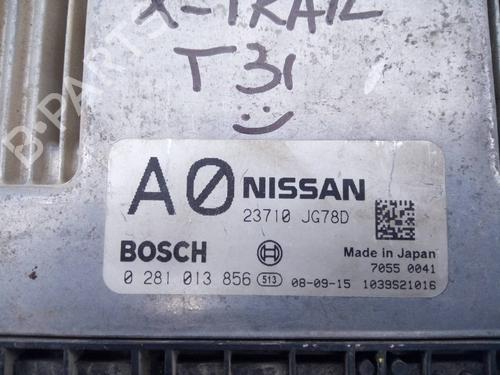 X-TRAIL
T31
A0 NISSAN
23710 JG78D
BOSCH
Made in Japan
7055 0041
0 281 013 856 513 08-09-15 1039S21016
B-PARTS